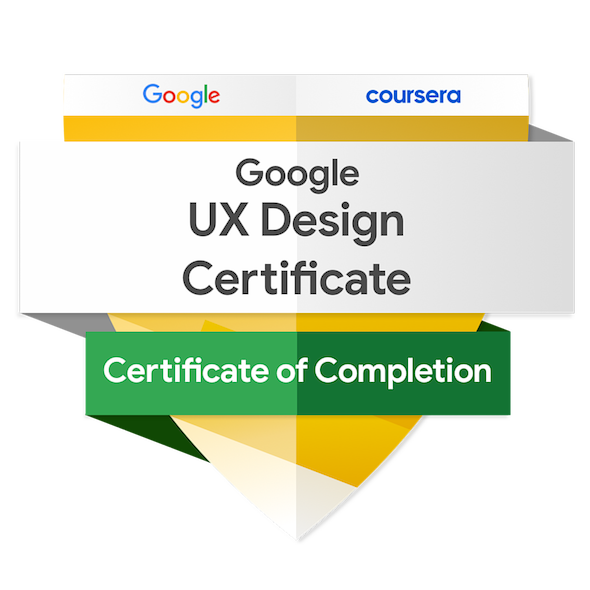 Google coursera
Google
UX Design
Certificate
Certificate of Completion